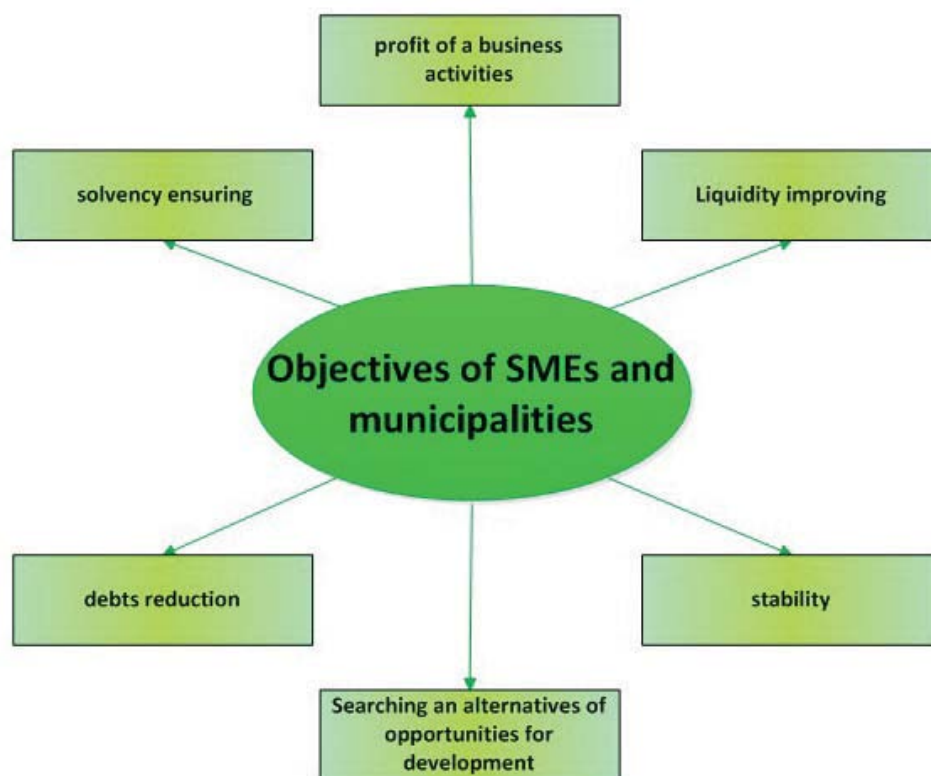 profit of a business
activities
solvency ensuring
Liquidity improving
Objectives of SMEs and
municipalities
debts reduction
stability
Searching an alternatives of
opportunities for
development